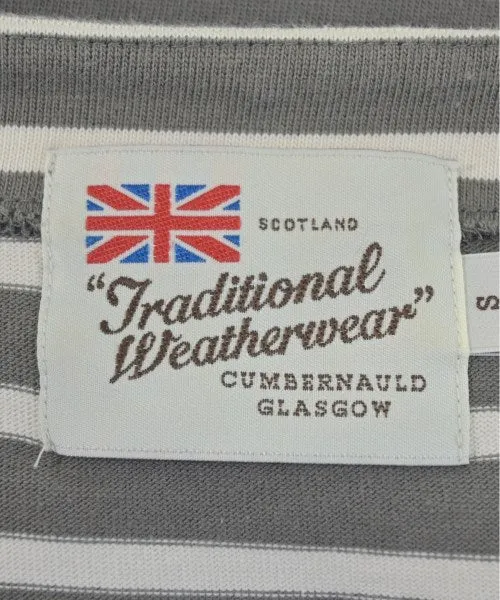 SCOTLAND
"Traditional
Weatherwear"
CUMBERNAULD
GLASGOW
S